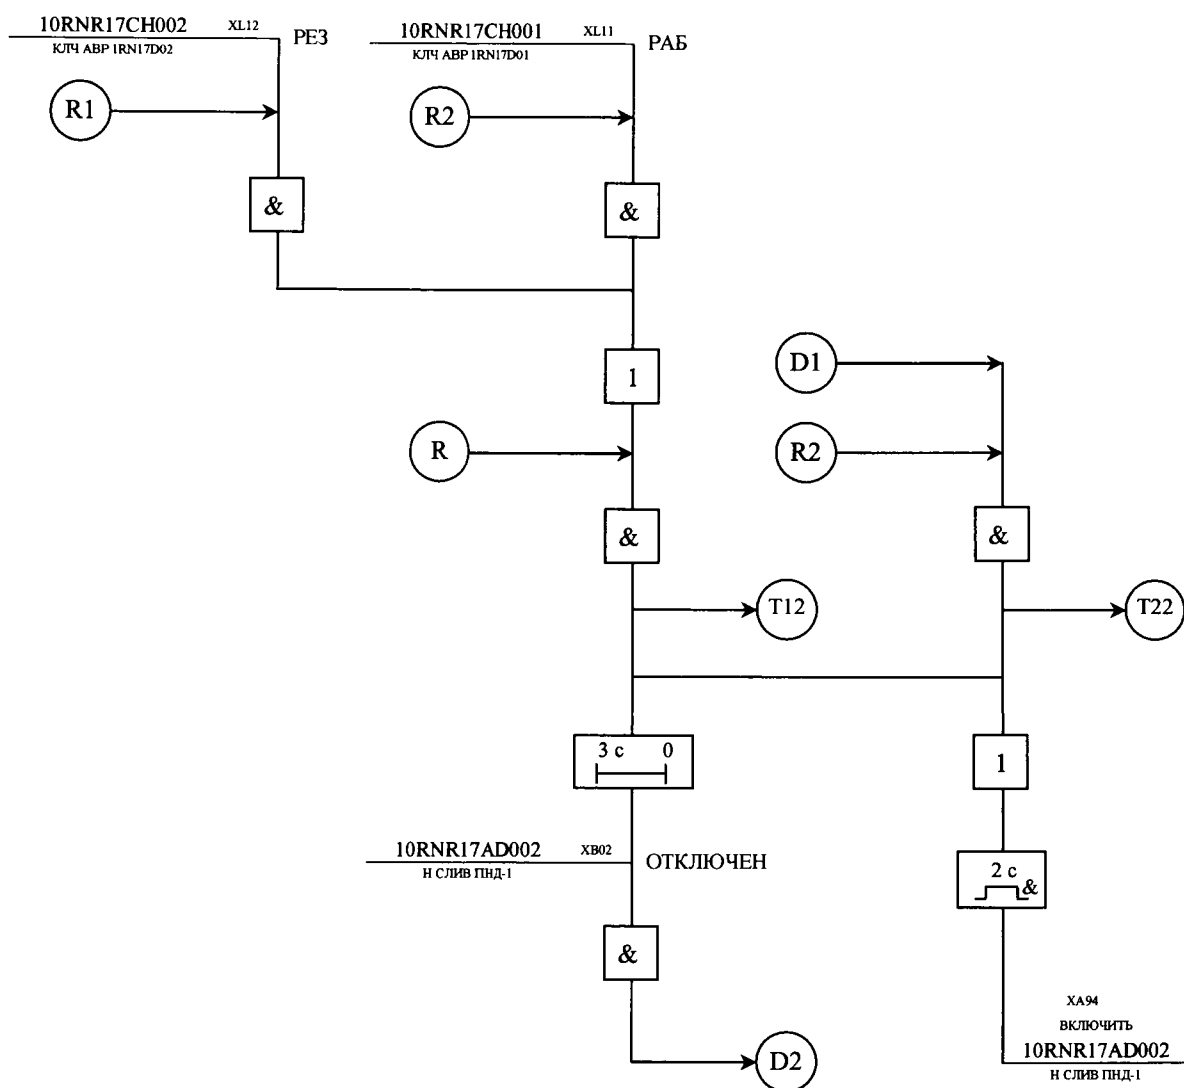 10RNR17CH002 XL12 РЕЗ
КЛЧ АВР 1RN17D02
10RNR17CH001 XL11 РАБ
КЛЧ АВР 1RN17D01
R1
R2
&
&
1
D1
R
R2
&
&
T12
T22
3 с 0
1
10RNR17AD002 XB02 ОТКЛЮЧЕН
Н СЛИВ ПНД-1
2 с
&
&
XA94
ВКЛЮЧИТЬ
10RNR17AD002
Н СЛИВ ПНД-1
D2